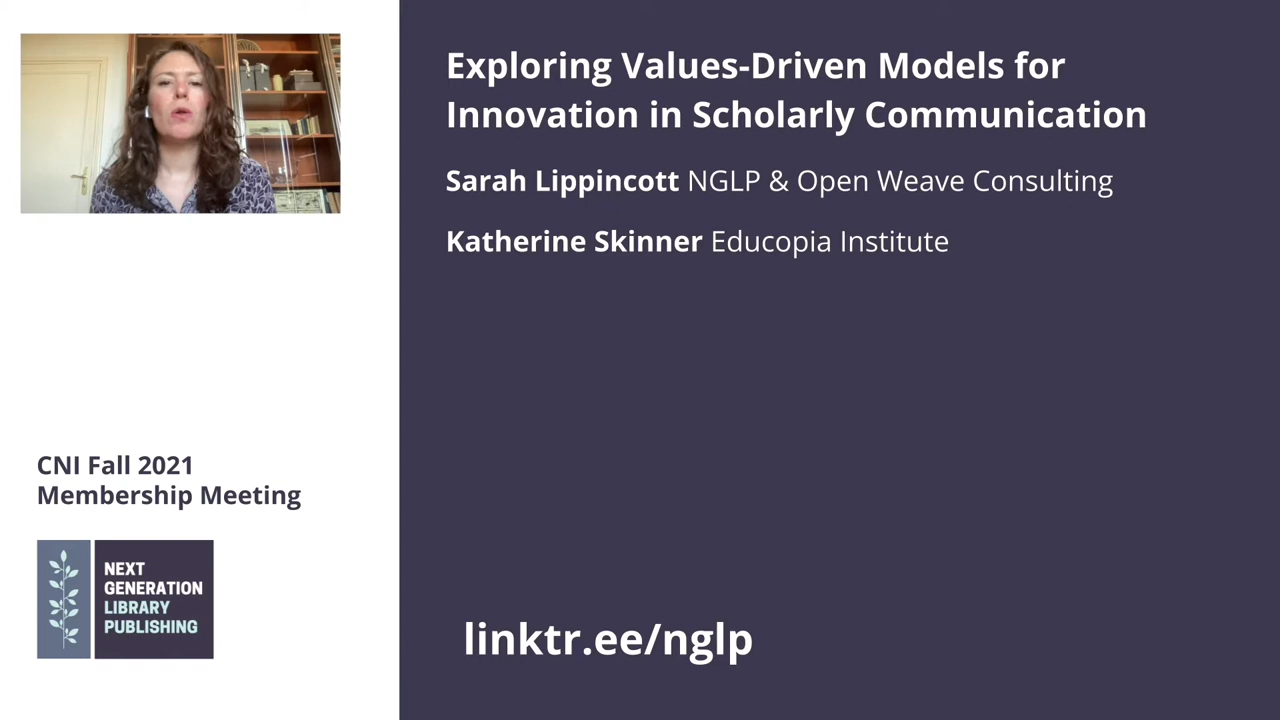 Exploring Values-Driven Models for
Innovation in Scholarly Communication
Sarah Lippincott NGLP & Open Weave Consulting
Katherine Skinner Educopia Institute
CNI Fall 2021
Membership Meeting
NEXT
GENERATION
LIBRARY
PUBLISHING
linktr.ee/nglp